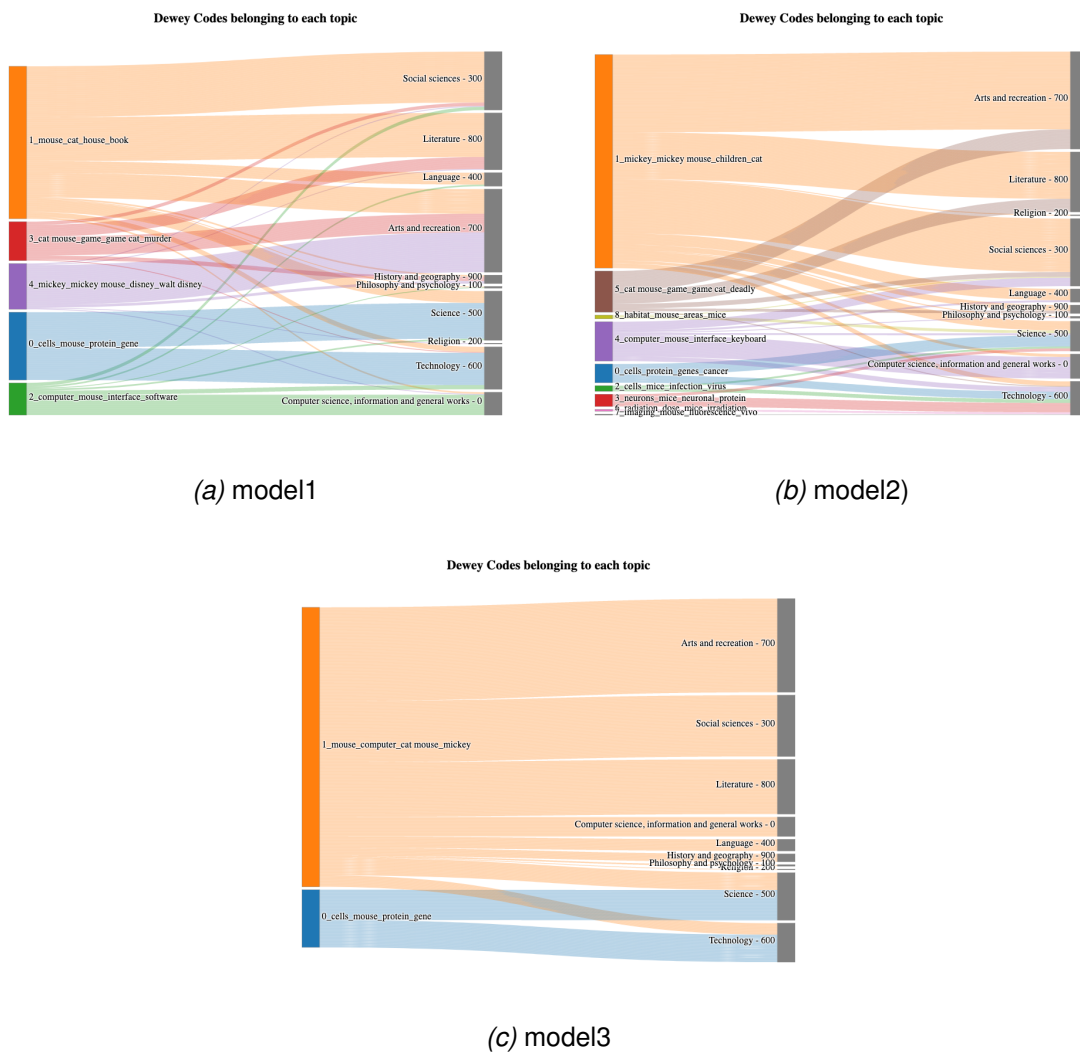 Dewey Codes belonging to each topic
Social sciences - 300
1_mouse_cat_house_book
Literature - 800
Language - 400
Arts and recreation - 700
3_cat mouse_game_game cat_murder
4_mickey_mickey mouse_disney_walt disney
History and geography - 900
Philosophy and psychology - 100
Science - 500
0_cells_mouse_protein_gene
Religion - 200
Technology - 600
2_computer_mouse_interface_software
Computer science, information and general works - 0
(a) model1
Dewey Codes belonging to each topic
Arts and recreation - 700
1_mickey_mickey mouse_children_cat
Literature - 800
Religion - 200
Social sciences - 300
5_cat mouse_game_game cat_deadly
Language - 400
History and geography - 900
8_habitat_mouse_areas_mice
Philosophy and psychology - 100
4_computer_mouse_interface_keyboard
Science - 500
Computer science, information and general works - 0
0_cells_protein_genes_cancer
2_cells_mice_infection_virus
Technology - 600
3_neurons_mice_neuronal_protein
6_radiation_dose_mice_irradiation
7_imaging_mouse_fluorescence_vivo
(b) model2)
Dewey Codes belonging to each topic
Arts and recreation - 700
Social sciences - 300
1_mouse_computer_cat mouse_mickey
Literature - 800
Computer science, information and general works - 0
Language - 400
History and geography - 900
Philosophy and psychology - 100
Religion - 200
Science - 500
0_cells_mouse_protein_gene
Technology - 600
(c) model3